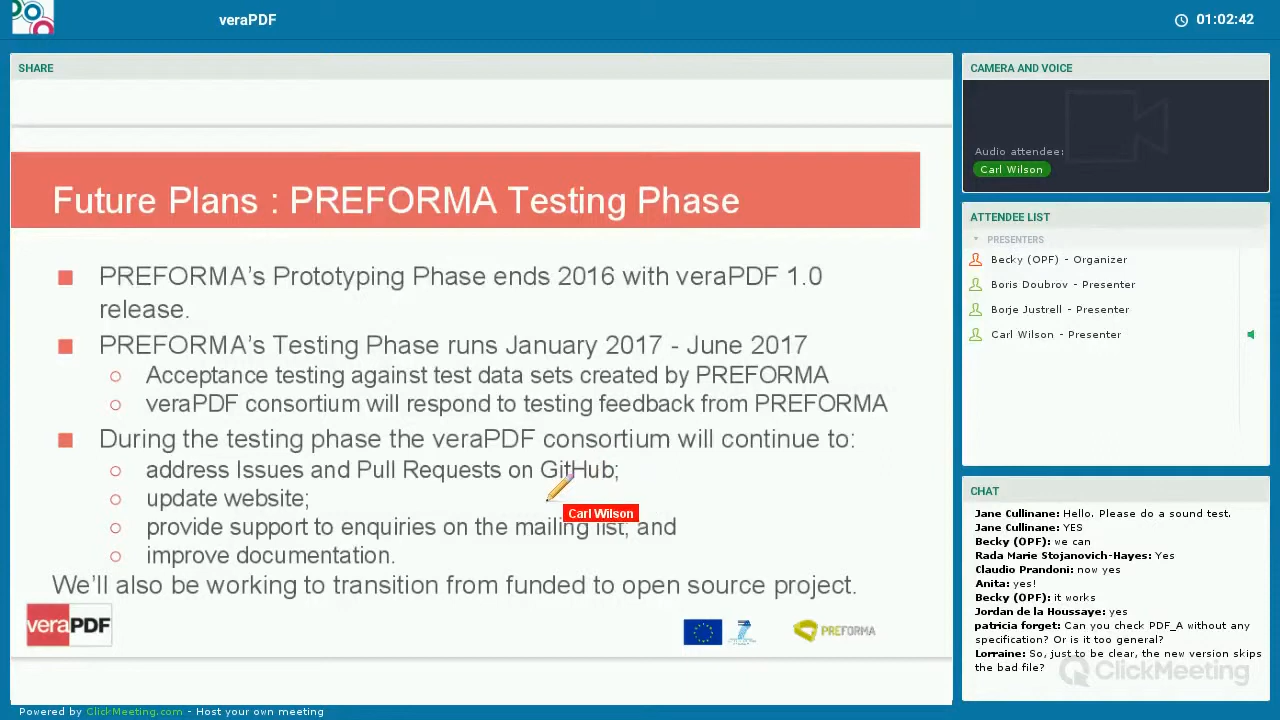 veraPDF
01:02:42
SHARE
Future Plans : PREFORMA Testing Phase
■ PREFORMA's Prototyping Phase ends 2016 with veraPDF 1.0
release.
■ PREFORMA's Testing Phase runs January 2017 - June 2017
○ Acceptance testing against test data sets created by PREFORMA
○ veraPDF consortium will respond to testing feedback from PREFORMA
■ During the testing phase the veraPDF consortium will continue to:
○ address Issues and Pull Requests on GitHub;
○ update website;
Carl Wilson
○ provide support to enquiries on the mailing list; and
○ improve documentation.
We'll also be working to transition from funded to open source project.
veraPDF
PREFORMA
CAMERA AND VOICE
Audio attendee:
Carl Wilson
ATTENDEE LIST
PRESENTERS
Becky (OPF) - Organizer
Boris Doubrov - Presenter
Borje Justrell - Presenter
Carl Wilson - Presenter
CHAT
Jane Cullinane: Hello. Please do a sound test.
Jane Cullinane: YES
Becky (OPF): we can
Rada Marie Stojanovich-Hayes: Yes
Claudio Prandoni: now yes
Anita: yes!
Becky (OPF): it works
Jordan de la Houssaye: yes
patricia forget: Can you check PDF_A without any
specification? Or is it too general?
Lorraine: So, just to be clear, the new version skips
the bad file?
ClickMeeting
Powered by ClickMeeting.com - Host your own meeting